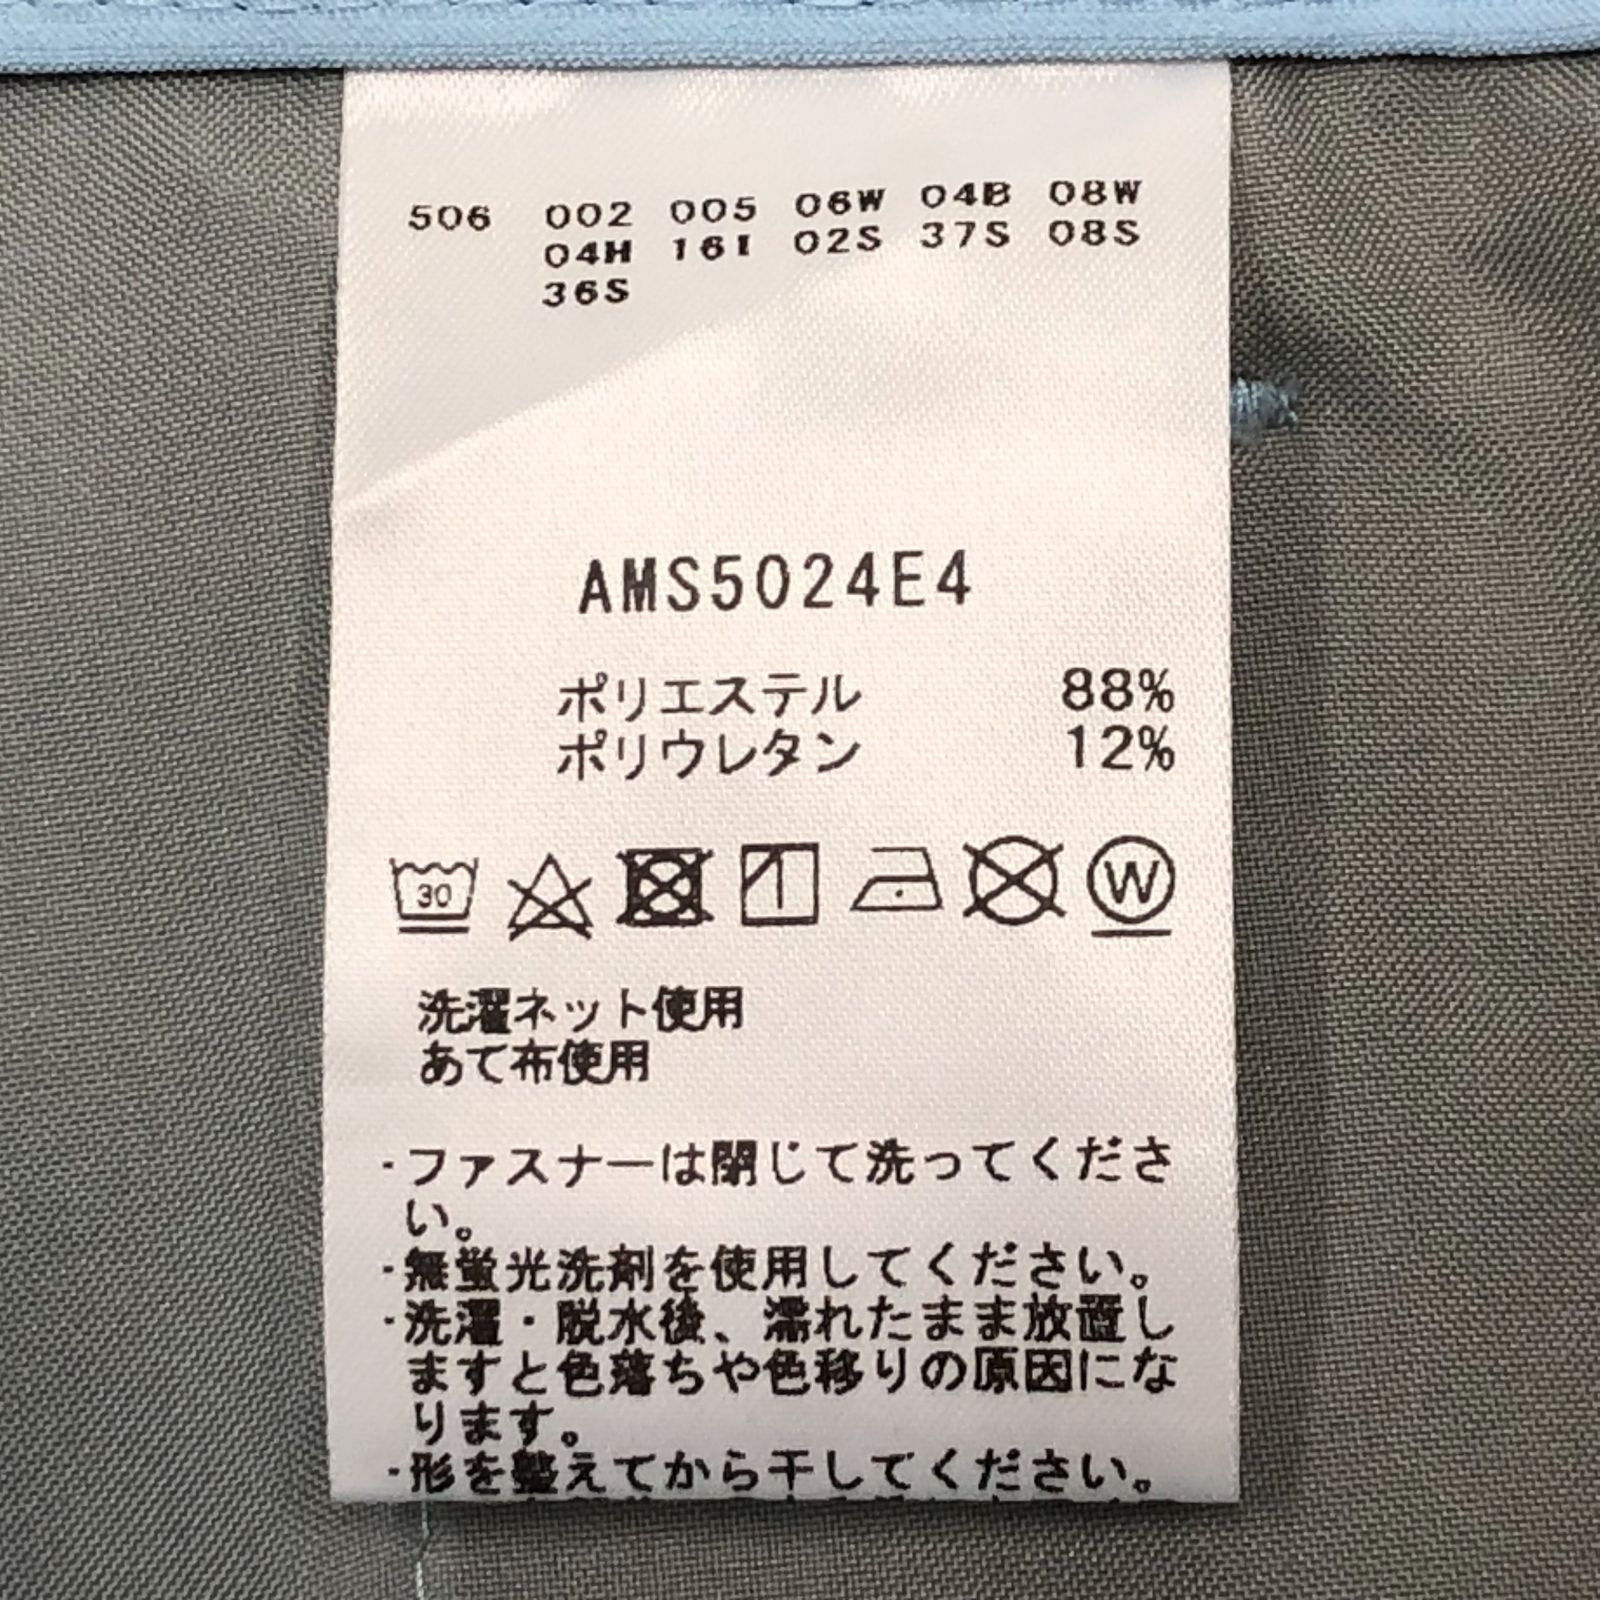 506 002 005 06W 04B 08W
04H 16I 02S 37S 08S
36S
AMS5024E4
ポリエステル 88%
ポリウレタン 12%
30 W
洗濯ネット使用
あて布使用
・ファスナーは閉じて洗ってくださ
い。
・無蛍光洗剤を使用してください。
・洗濯・脱水後、濡れたまま放置し
ますと色落ちや色移りの原因にな
ります。
・形を整えてから干してください。